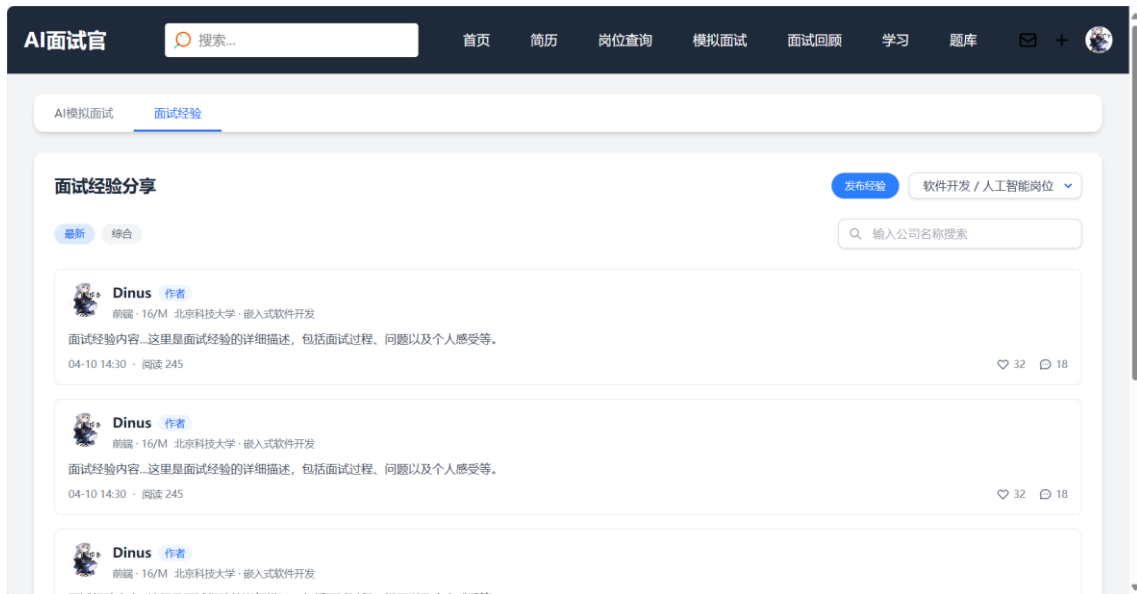 AI面试官 搜索... 首页 简历 岗位查询 模拟面试 面试回顾 学习 题库
AI模拟面试 面试经验
面试经验分享 发布经验 软件开发 / 人工智能岗位
最新 综合 输入公司名称搜索
Dinus 作者
前端 · 16/M 北京科技大学 · 嵌入式软件开发
面试经验内容...这里是面试经验的详细描述，包括面试过程、问题以及个人感受等。
04-10 14:30 · 阅读 245 32 18
Dinus 作者
前端 · 16/M 北京科技大学 · 嵌入式软件开发
面试经验内容...这里是面试经验的详细描述，包括面试过程、问题以及个人感受等。
04-10 14:30 · 阅读 245 32 18
Dinus 作者
前端 · 16/M 北京科技大学 · 嵌入式软件开发